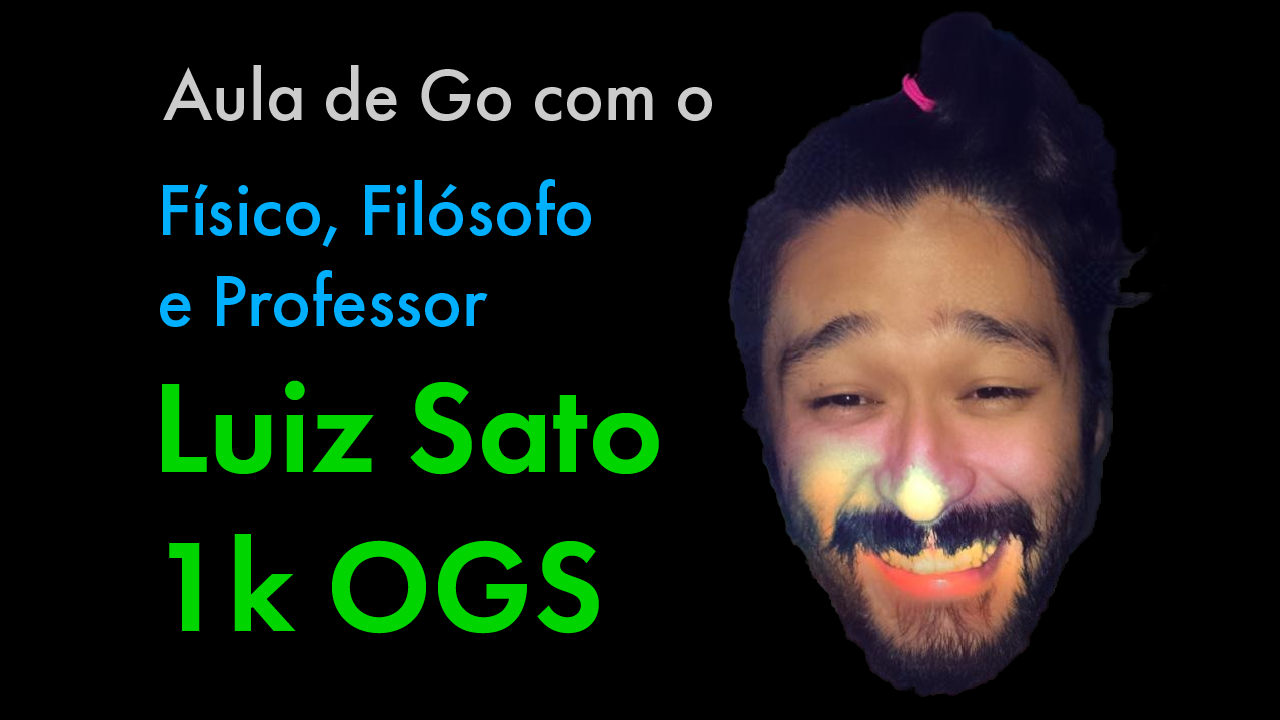 Aula de Go com o
Físico, Filósofo
e Professor
Luiz Sato
1k OGS